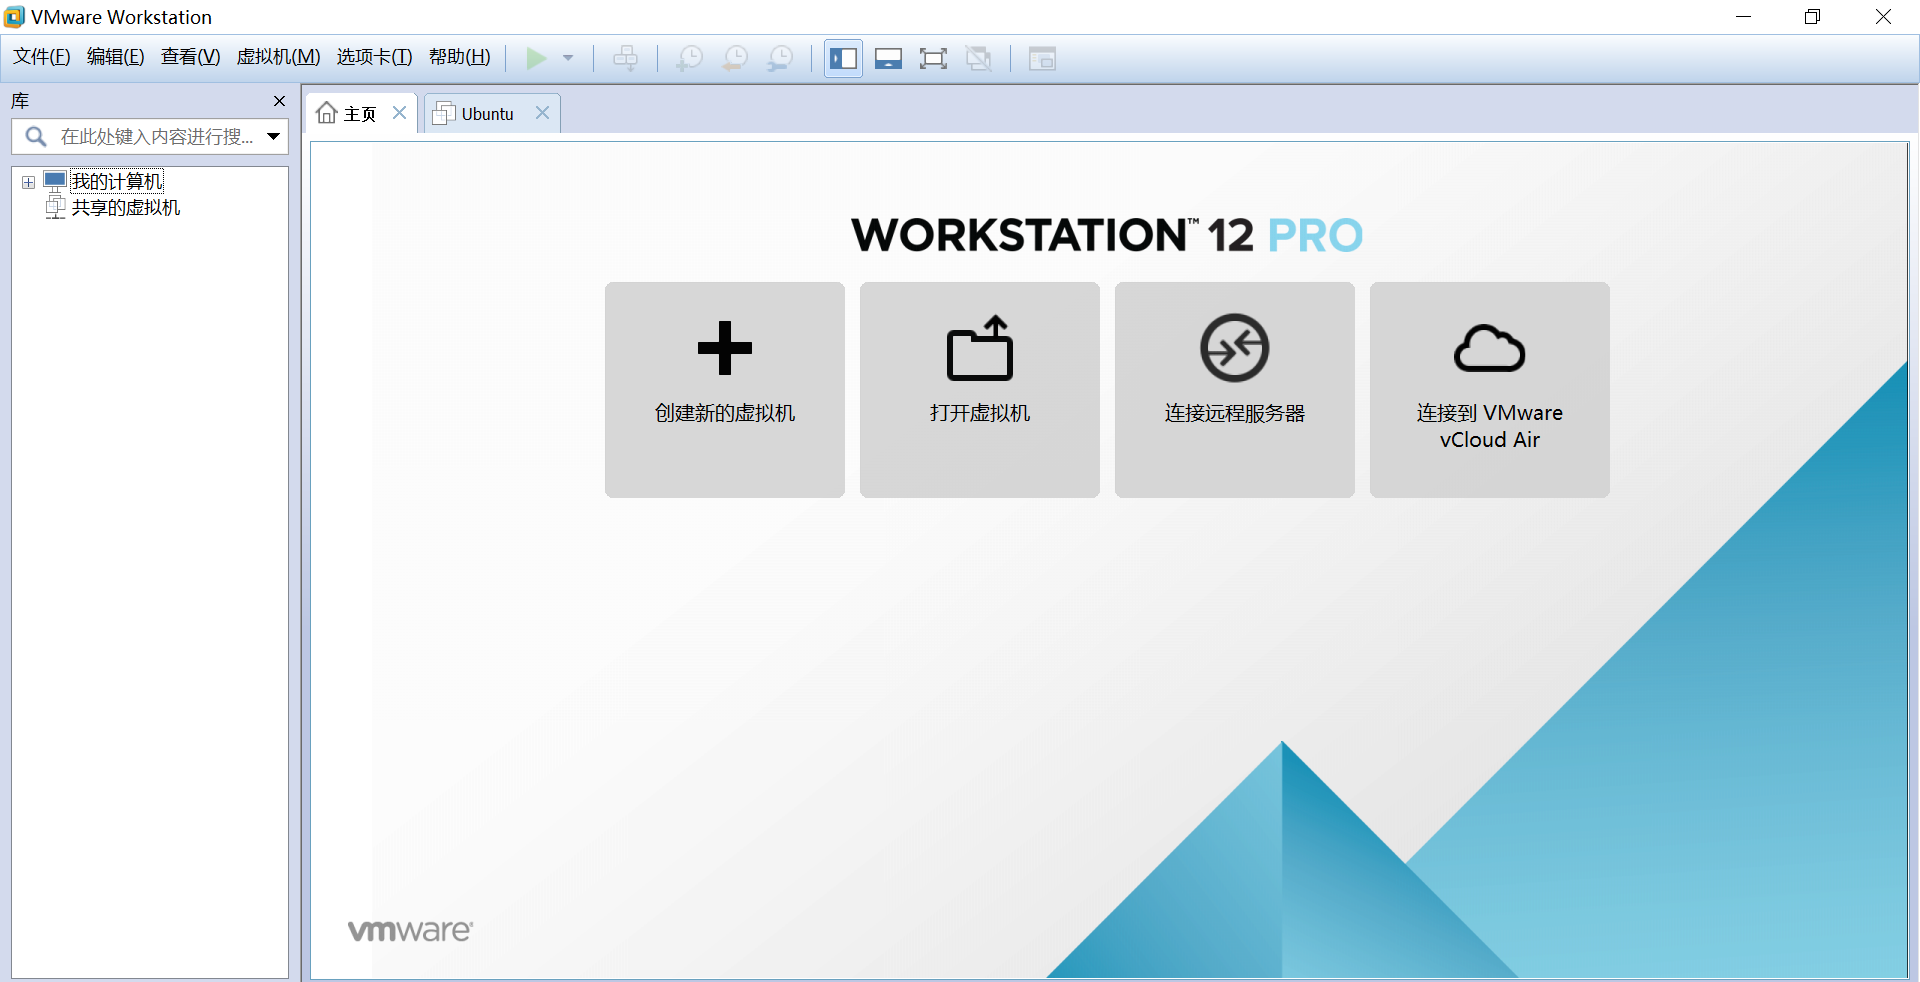 VMware Workstation
文件(F) 编辑(E) 查看(V) 虚拟机(M) 选项卡(T) 帮助(H)
库
在此处键入内容进行搜...
我的计算机
共享的虚拟机
主页
Ubuntu
WORKSTATION™ 12 PRO
创建新的虚拟机
打开虚拟机
连接远程服务器
连接到 VMware
vCloud Air
vmware®